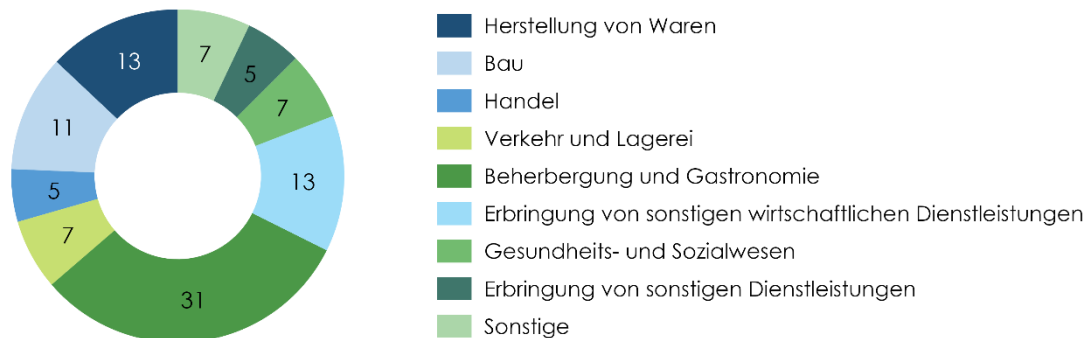 13
7
5
7
13
31
7
5
11
Herstellung von Waren
Bau
Handel
Verkehr und Lagerei
Beherbergung und Gastronomie
Erbringung von sonstigen wirtschaftlichen Dienstleistungen
Gesundheits- und Sozialwesen
Erbringung von sonstigen Dienstleistungen
Sonstige